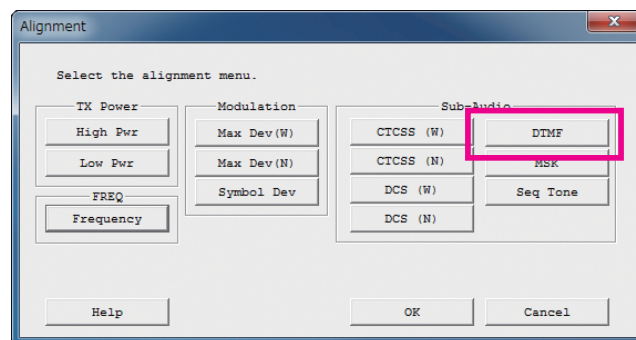 Alignment
Select the alignment menu.
TX Power
High Pwr
Low Pwr
FREQ
Frequency
Modulation
Max Dev(W)
Max Dev(N)
Symbol Dev
Sub-Audio
CTCSS (W)
CTCSS (N)
DCS (W)
DCS (N)
DTMF
MSK
Seq Tone
Help
OK
Cancel